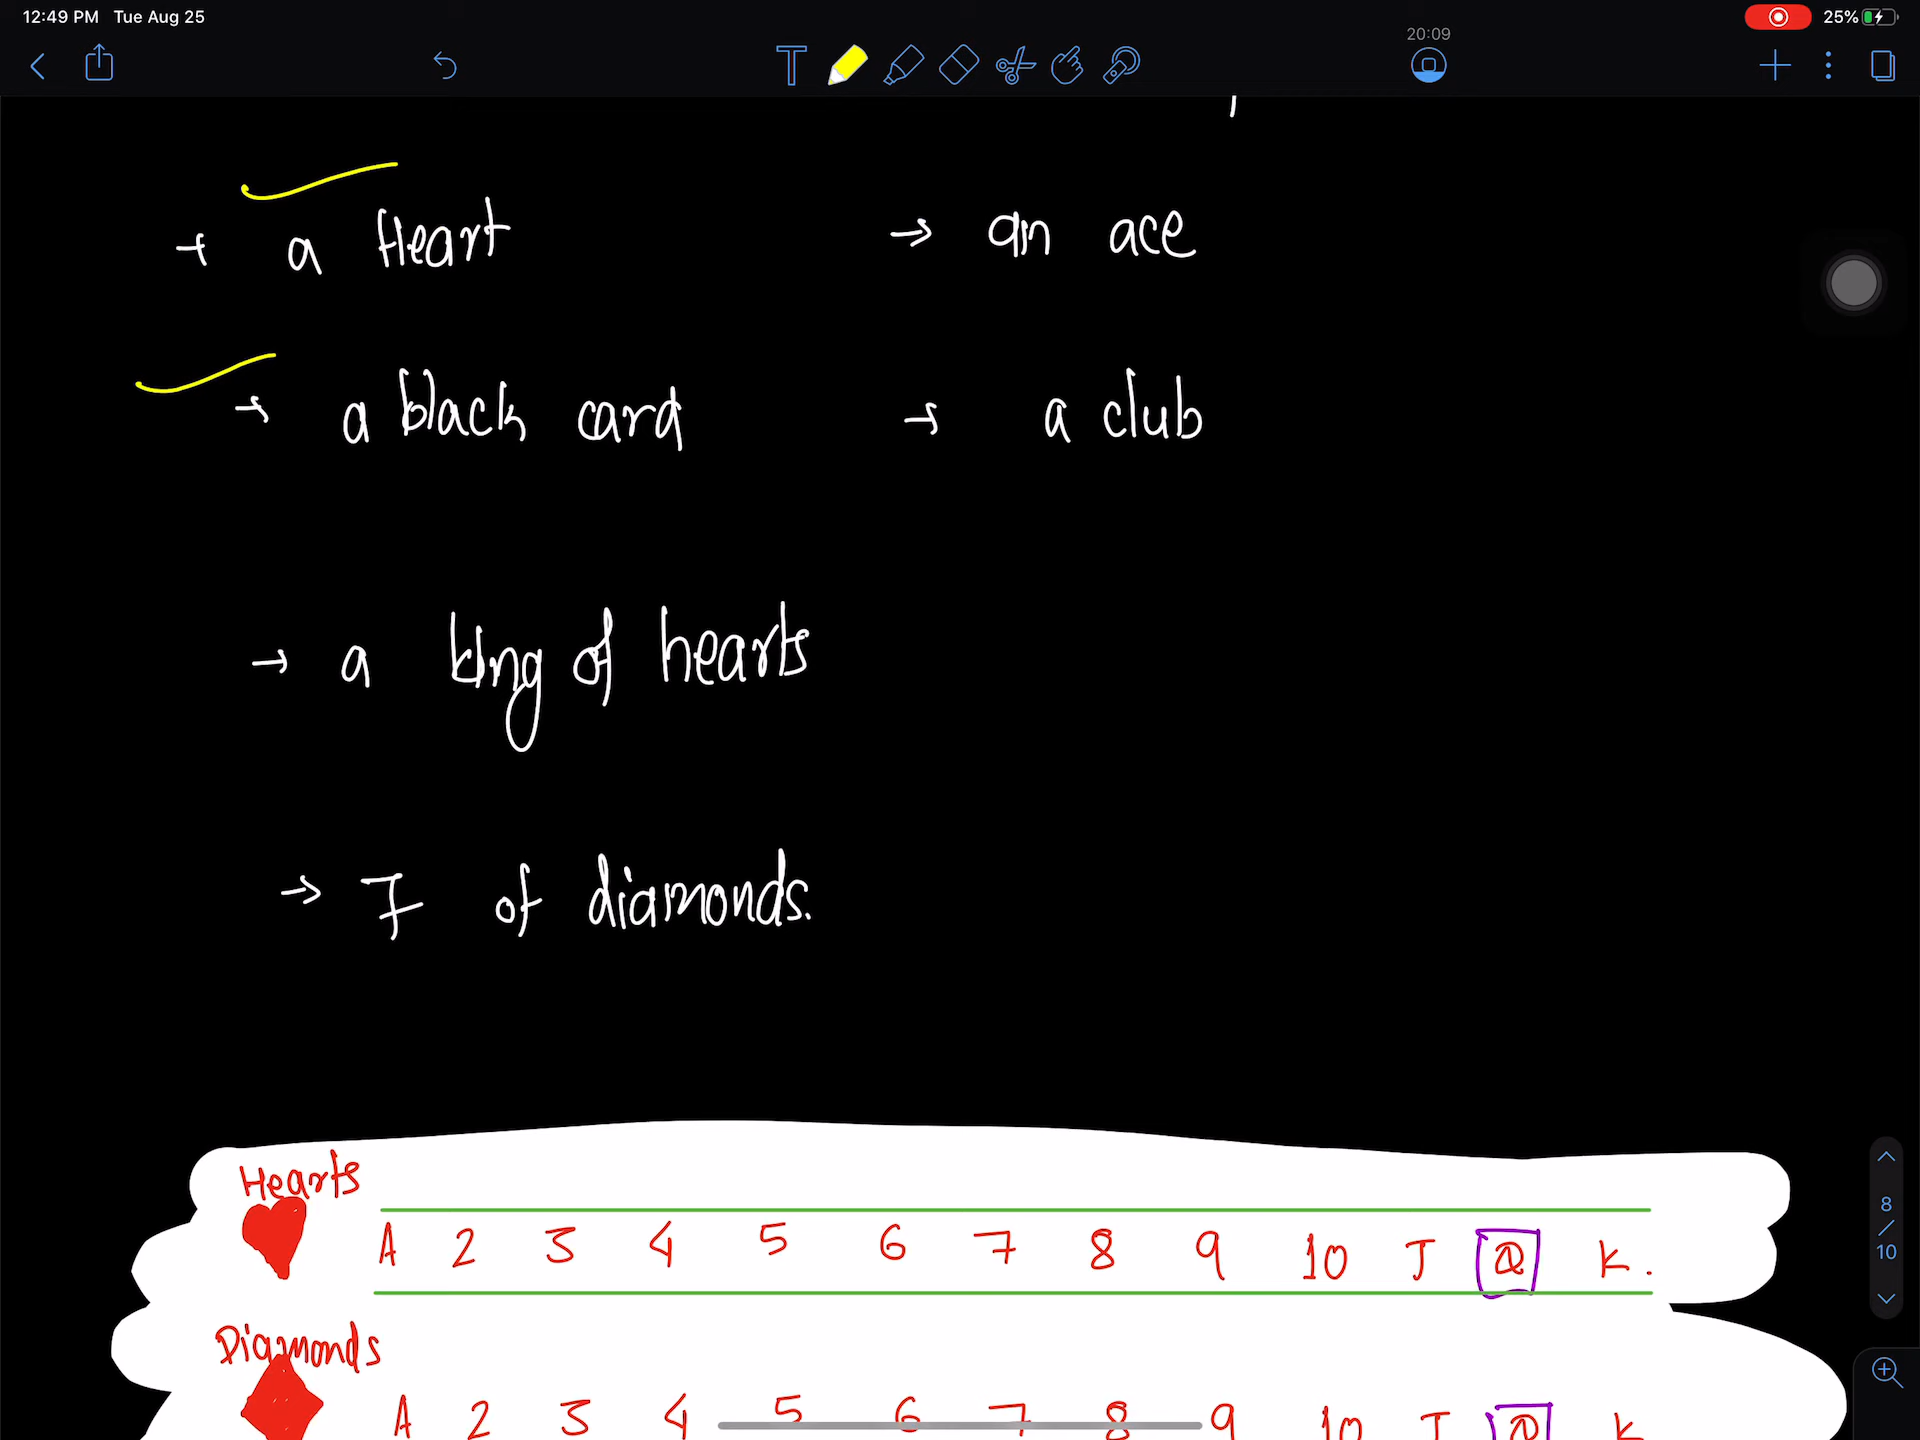 12:49 PM Tue Aug 25
25%
20:09
→ a Heart → an ace
→ a black card → a club
→ a king of hearts
→ 7 of diamonds.
Hearts
A 2 3 4 5 6 7 8 9 10 J Q K.
Diamonds
A 2 3 4 5 6 7 8 9 10 J Q K
8
/
10